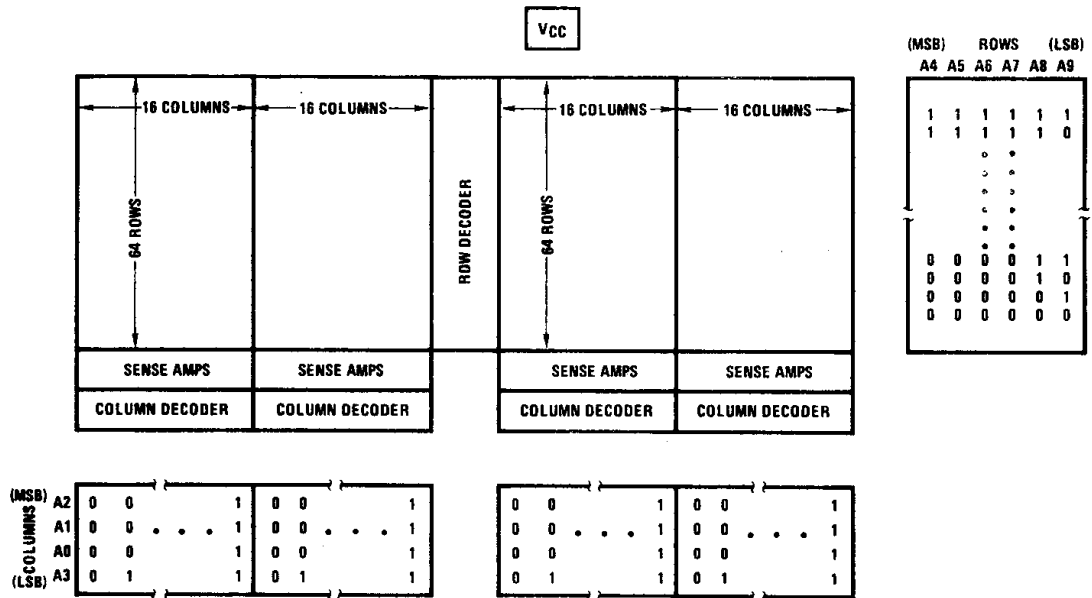 VCC
(MSB) ROWS (LSB)
A4 A5 A6 A7 A8 A9
1 1 1 1 1 1
1 1 1 1 1 0
0 0 0 0 1 1
0 0 0 0 1 0
0 0 0 0 0 1
0 0 0 0 0 0
16 COLUMNS 16 COLUMNS 16 COLUMNS 16 COLUMNS
64 ROWS
ROW DECODER
64 ROWS
SENSE AMPS SENSE AMPS SENSE AMPS SENSE AMPS
COLUMN DECODER COLUMN DECODER COLUMN DECODER COLUMN DECODER
(MSB)
COLUMNS
(LSB)
A2 0 0 1 0 0 1 0 0 1 0 0 1
A1 0 0 . . . 1 0 0 . . . 1 0 0 . . . 1 0 0 . . . 1
A0 0 0 1 0 0 1 0 0 1 0 0 1
A3 0 1 1 0 1 1 0 1 1 0 1 1